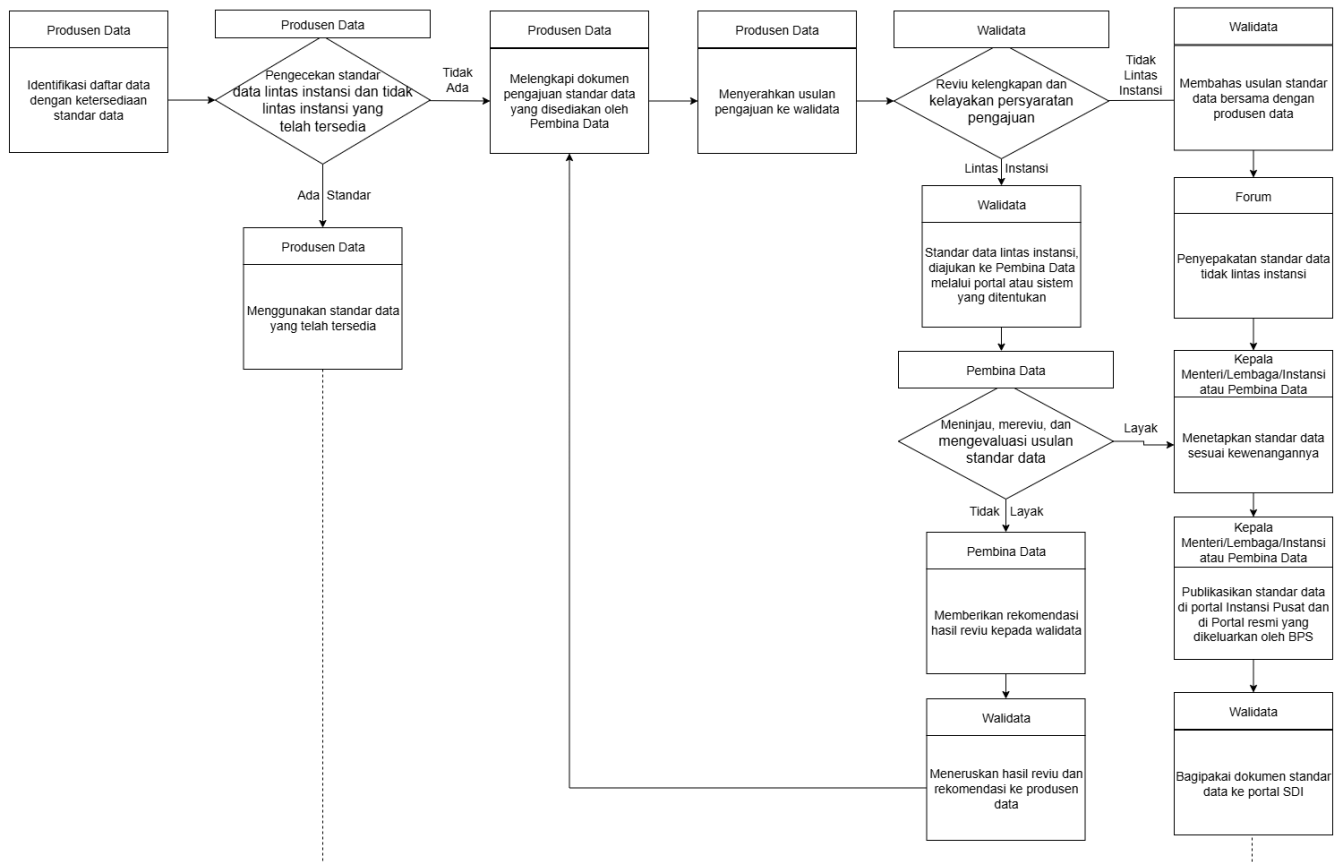 Produsen Data
Identifikasi daftar data
dengan ketersediaan
standar data
Produsen Data
Pengecekan standar
data lintas instansi dan tidak
lintas instansi yang
telah tersedia
Tidak
Ada
Ada Standar
Produsen Data
Menggunakan standar data
yang telah tersedia
Produsen Data
Melengkapi dokumen
pengajuan standar data
yang disediakan oleh
Pembina Data
Produsen Data
Menyerahkan usulan
pengajuan ke walidata
Walidata
Reviu kelengkapan dan
kelayakan persyaratan
pengajuan
Tidak
Lintas
Instansi
Lintas Instansi
Walidata
Standar data lintas instansi,
diajukan ke Pembina Data
melalui portal atau sistem
yang ditentukan
Pembina Data
Meninjau, mereviu, dan
mengevaluasi usulan
standar data
Layak
Tidak Layak
Pembina Data
Memberikan rekomendasi
hasil reviu kepada walidata
Walidata
Meneruskan hasil reviu dan
rekomendasi ke produsen
data
Walidata
Membahas usulan standar
data bersama dengan
produsen data
Forum
Penyepakatan standar data
tidak lintas instansi
Kepala
Menteri/Lembaga/Instansi
atau Pembina Data
Menetapkan standar data
sesuai kewenangannya
Kepala
Menteri/Lembaga/Instansi
atau Pembina Data
Publikasikan standar data
di portal Instansi Pusat dan
di Portal resmi yang
dikeluarkan oleh BPS
Walidata
Bagipakai dokumen standar
data ke portal SDI